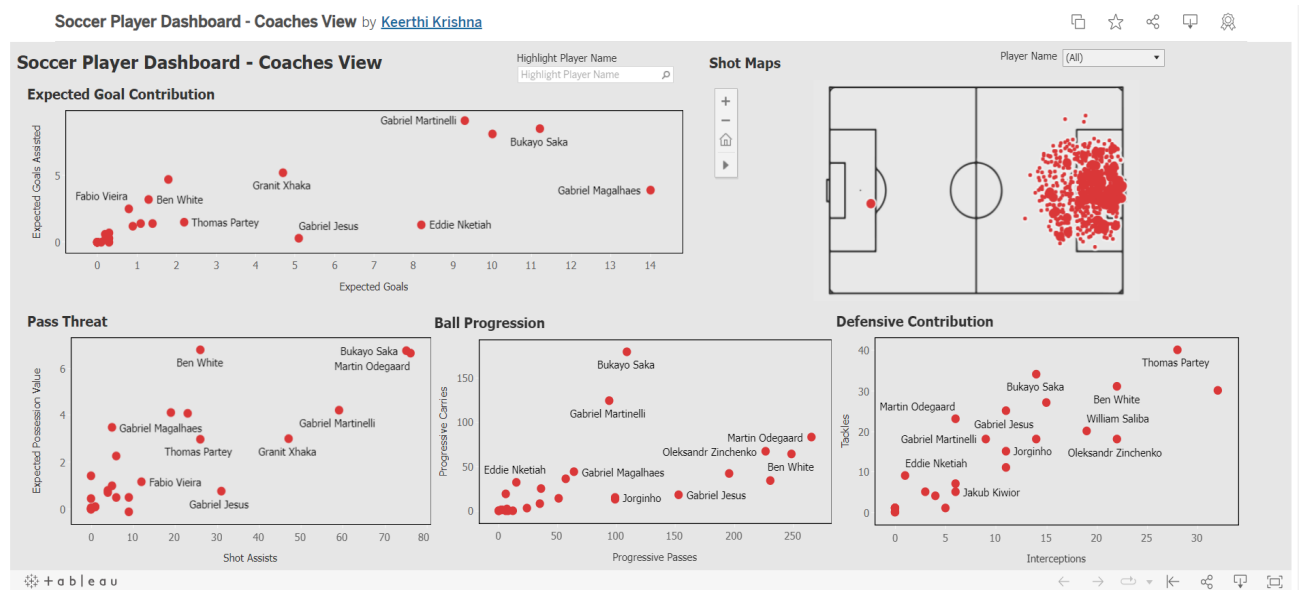 Soccer Player Dashboard - Coaches View by Keerthi Krishna
Soccer Player Dashboard - Coaches View
Highlight Player Name
Highlight Player Name
Shot Maps
Player Name (All)
Expected Goal Contribution
Expected Goals Assisted
5
0
Gabriel Martinelli
Bukayo Saka
Granit Xhaka
Gabriel Magalhaes
Fabio Vieira
Ben White
Thomas Partey
Gabriel Jesus
Eddie Nketiah
0 1 2 3 4 5 6 7 8 9 10 11 12 13 14
Expected Goals
Pass Threat
Expected Possession Value
6
4
2
0
Ben White
Bukayo Saka
Martin Odegaard
Gabriel Magalhaes
Gabriel Martinelli
Thomas Partey
Granit Xhaka
Fabio Vieira
Gabriel Jesus
0 10 20 30 40 50 60 70 80
Shot Assists
Ball Progression
Progressive Carries
150
100
50
0
Bukayo Saka
Gabriel Martinelli
Martin Odegaard
Oleksandr Zinchenko
Ben White
Eddie Nketiah
Gabriel Magalhaes
Jorginho
Gabriel Jesus
0 50 100 150 200 250
Progressive Passes
Defensive Contribution
Tackles
40
30
20
10
0
Thomas Partey
Bukayo Saka
Ben White
Martin Odegaard
Gabriel Jesus
William Saliba
Gabriel Martinelli
Jorginho
Oleksandr Zinchenko
Eddie Nketiah
Jakub Kiwior
0 5 10 15 20 25 30
Interceptions
+ a b l e a u